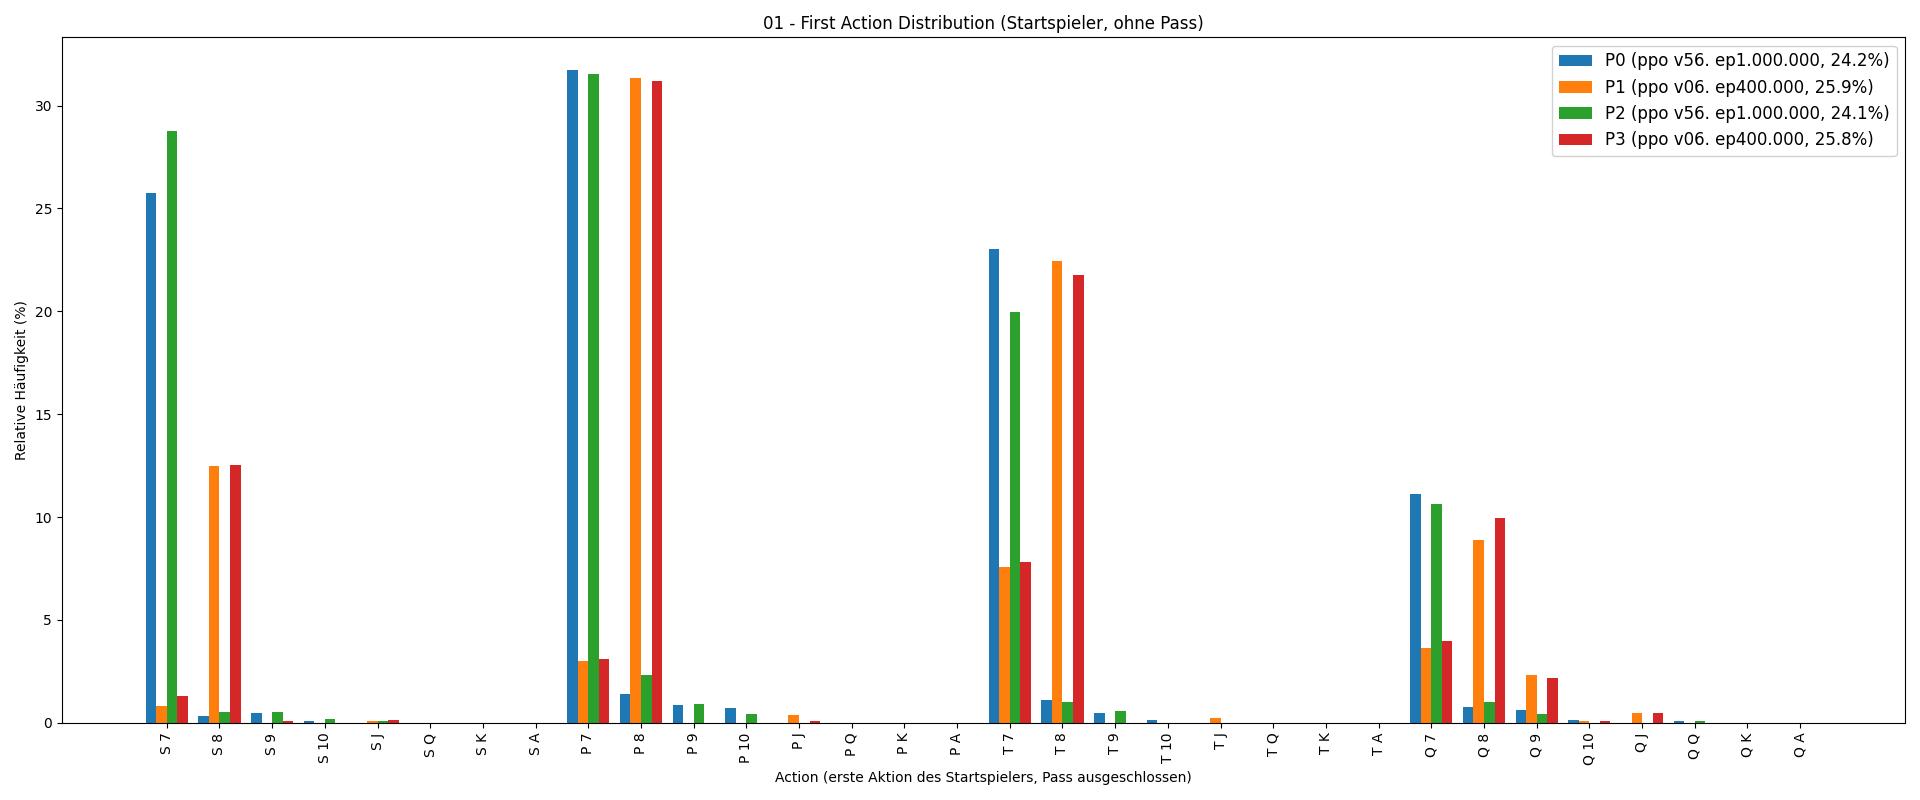 01 - First Action Distribution (Startspieler, ohne Pass)
P0 (ppo v56. ep1.000.000, 24.2%)
P1 (ppo v06. ep400.000, 25.9%)
P2 (ppo v56. ep1.000.000, 24.1%)
P3 (ppo v06. ep400.000, 25.8%)
Relative Häufigkeit (%)
30
25
20
15
10
5
0
S 7
S 8
S 9
S 10
S J
S Q
S K
S A
P 7
P 8
P 9
P 10
P J
P Q
P K
P A
T 7
T 8
T 9
T 10
T J
T Q
T K
T A
Q 7
Q 8
Q 9
Q 10
Q J
Q Q
Q K
Q A
Action (erste Aktion des Startspielers, Pass ausgeschlossen)